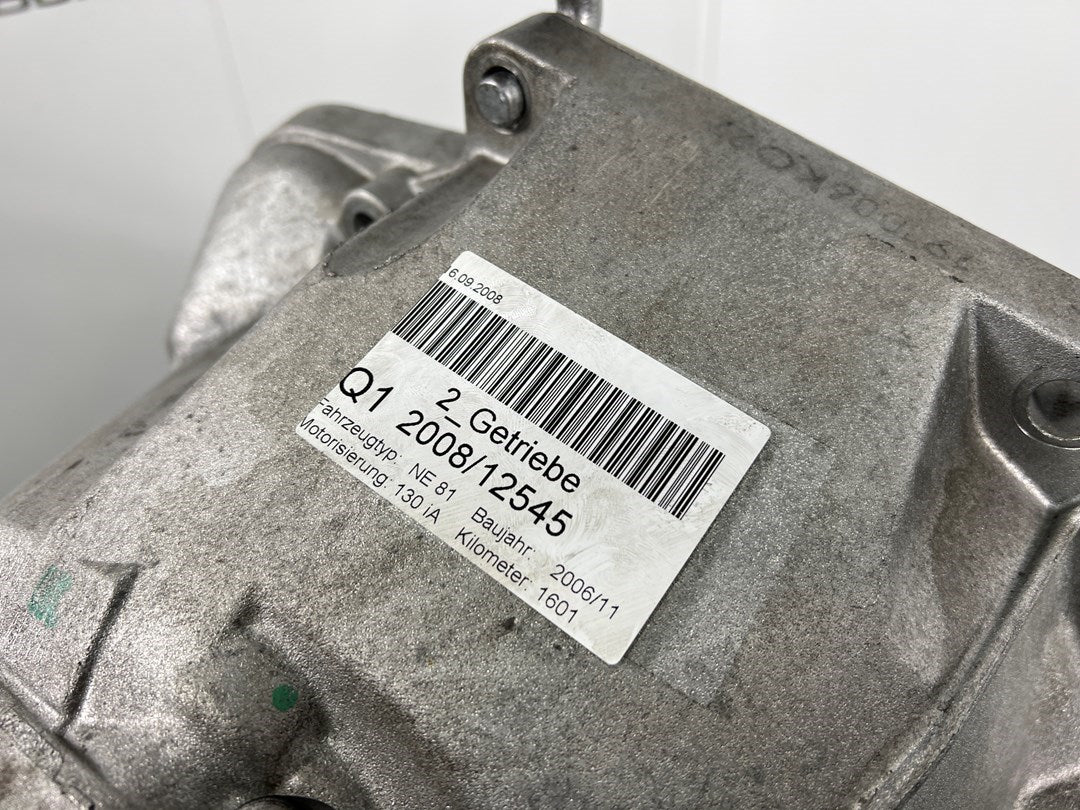 6.09.2008
2_Getriebe
Q1 2008/12545
Fahrzeugtyp: NE 81 Baujahr: 2006/11
Motorisierung: 130 iA Kilometer: 1601